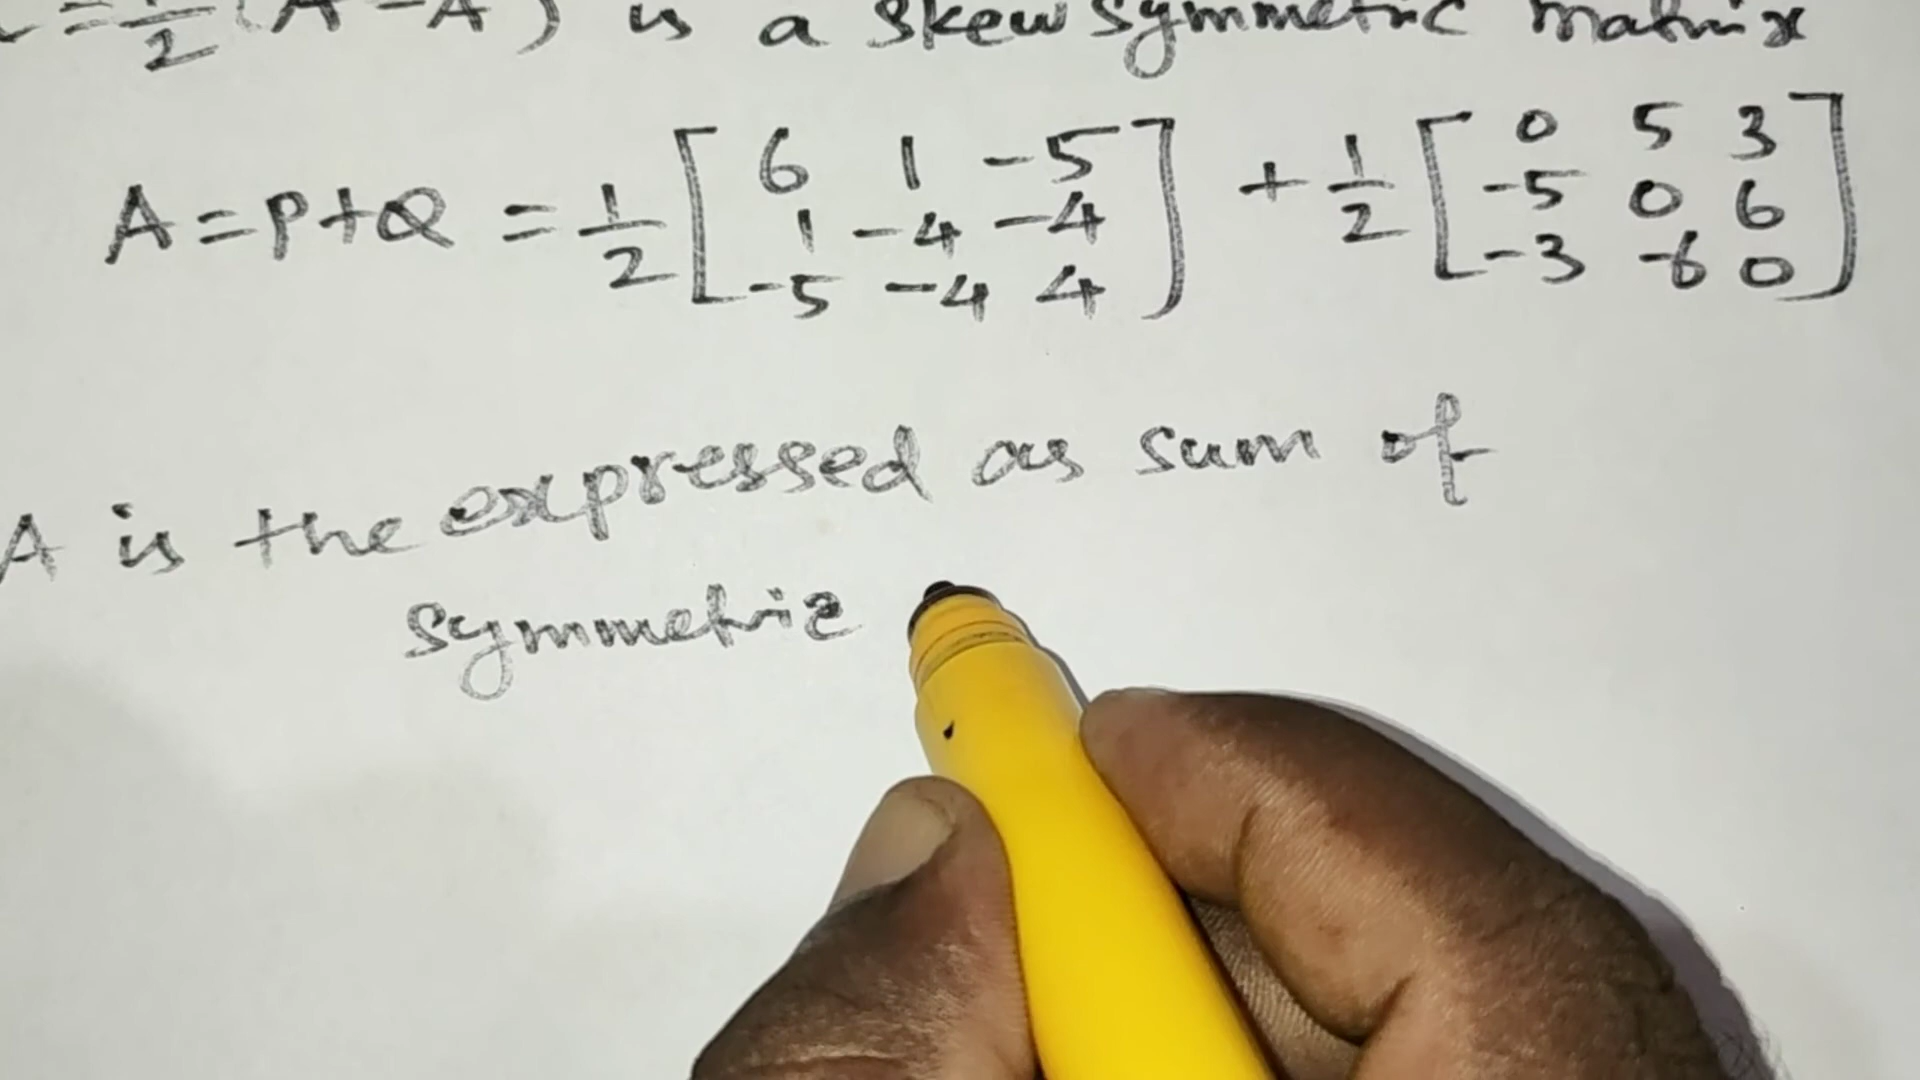 = 1/2 (A - A ) is a skew symmetric matrix
A = P + Q = 1/2 [ 6 1 -5
1 -4 -4
-5 -4 4 ] + 1/2 [ 0 5 3
-5 0 6
-3 -6 0 ]
A is the expressed as sum of
symmetric